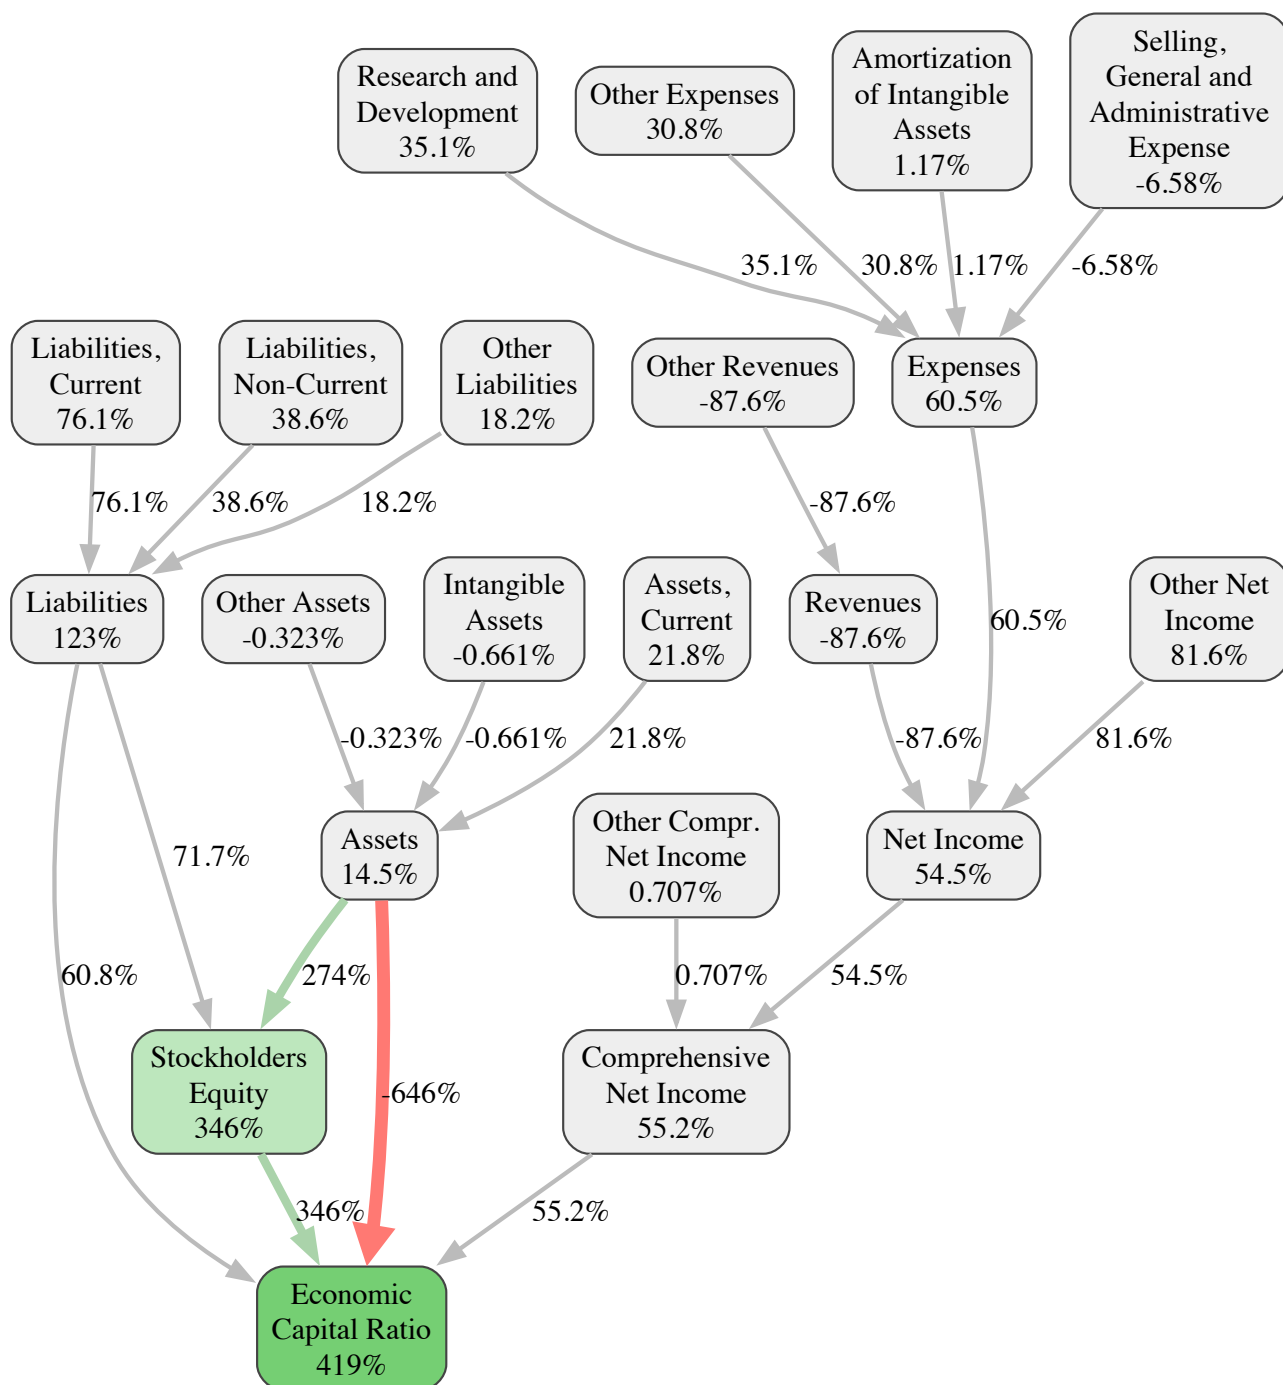 Selling,
General and
Administrative
Expense
-6.58%
Amortization
of Intangible
Assets
1.17%
Research and
Development
35.1%
Other Expenses
30.8%
35.1%
30.8%
1.17%
-6.58%
Liabilities,
Current
76.1%
Liabilities,
Non-Current
38.6%
Other
Liabilities
18.2%
Other Revenues
-87.6%
Expenses
60.5%
76.1%
38.6%
18.2%
-87.6%
Liabilities
123%
Other Assets
-0.323%
Intangible
Assets
-0.661%
Assets,
Current
21.8%
Revenues
-87.6%
60.5%
Other Net
Income
81.6%
-0.323%
-0.661%
21.8%
-87.6%
81.6%
71.7%
Assets
14.5%
Other Compr.
Net Income
0.707%
Net Income
54.5%
60.8%
274%
0.707%
54.5%
Stockholders
Equity
346%
-646%
Comprehensive
Net Income
55.2%
346%
55.2%
Economic
Capital Ratio
419%